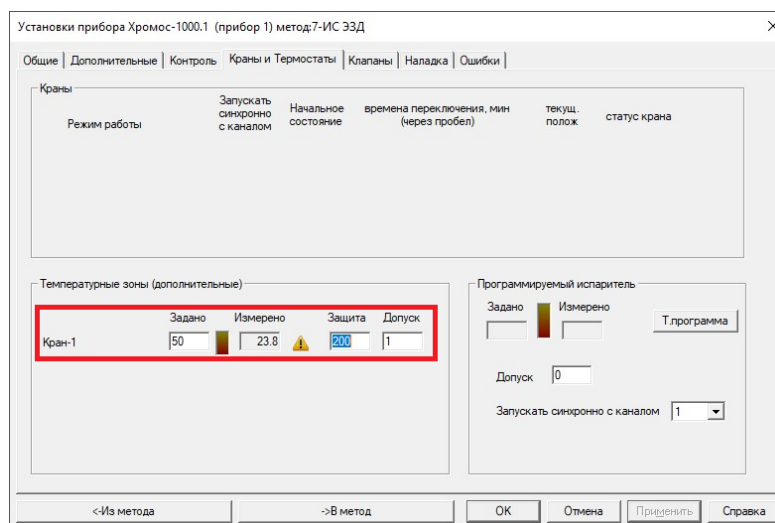 Установки прибора Хромос-1000.1 (прибор 1) метод:7-ИС ЭЗД
Общие Дополнительные Контроль Краны и Термостаты Клапаны Наладка Ошибки
Краны
Режим работы
Запускать
синхронно
с каналом
Начальное
состояние
времена переключения, мин
(через пробел)
текущ.
полож
статус крана
Температурные зоны (дополнительные)
Задано Измерено Защита Допуск
Кран-1 50 23.8 200 1
Программируемый испаритель
Задано Измерено
Т.программа
Допуск 0
Запускать синхронно с каналом 1
<-Из метода ->В метод OK Отмена Применить Справка